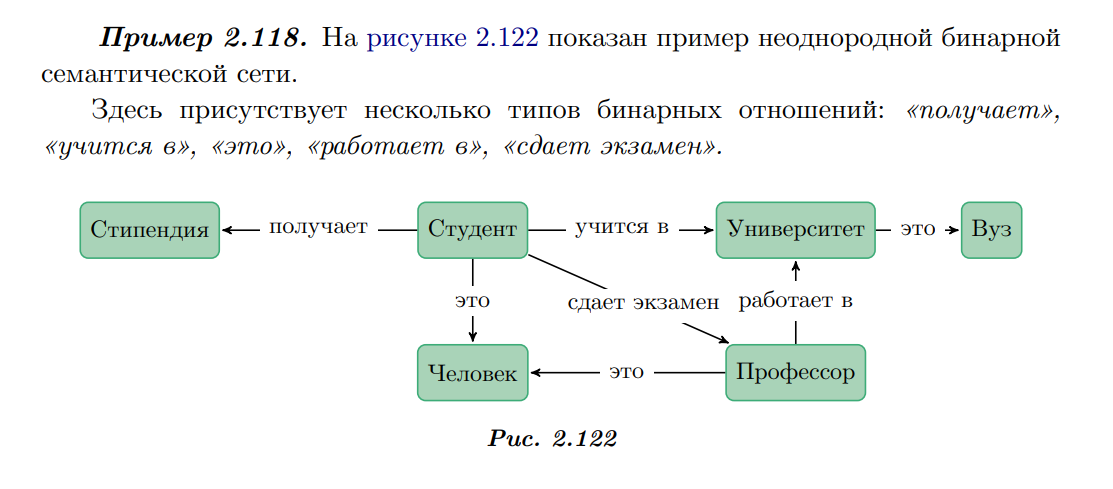 Пример 2.118. На рисунке 2.122 показан пример неоднородной бинарной
семантической сети.
Здесь присутствует несколько типов бинарных отношений: «получает»,
«учится в», «это», «работает в», «сдает экзамен».
Стипендия получает Студент учится в Университет это Вуз
это сдает экзамен работает в
Человек это Профессор
Рис. 2.122